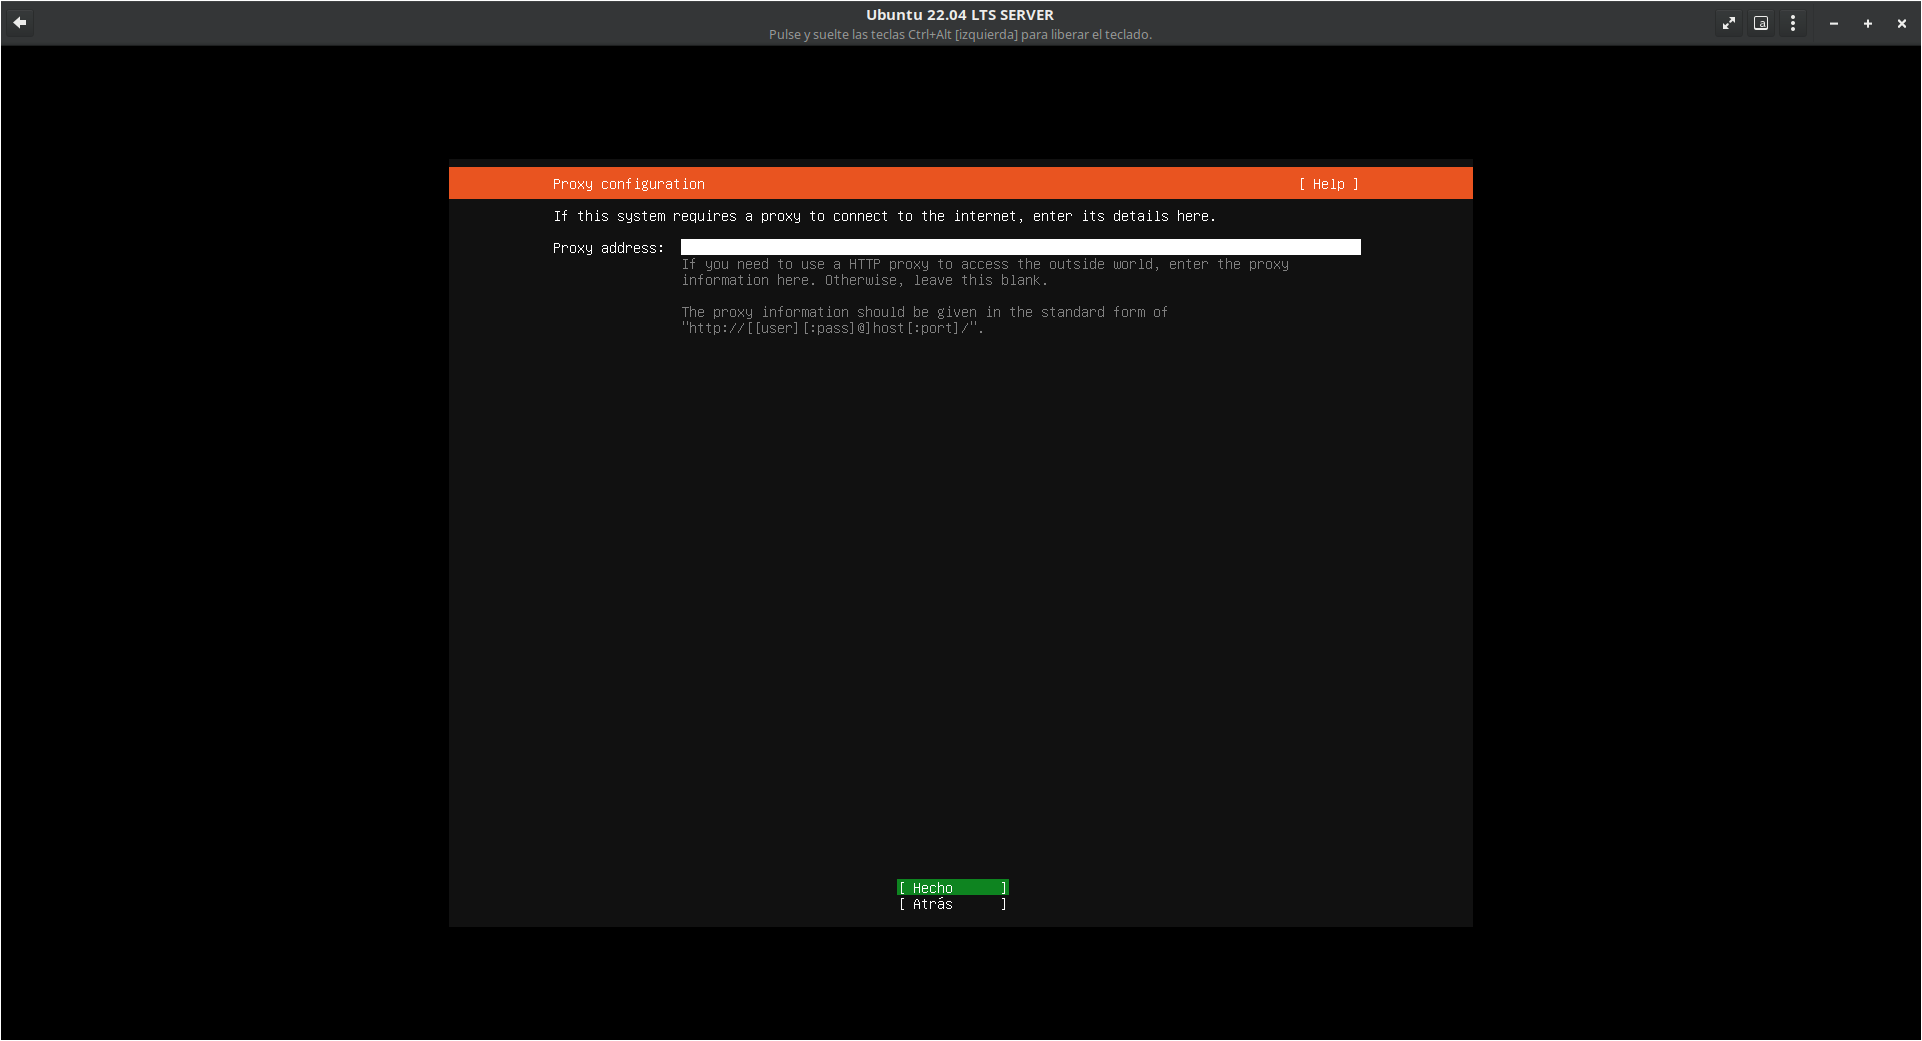 Ubuntu 22.04 LTS SERVER
Pulse y suelte las teclas Ctrl+Alt [izquierda] para liberar el teclado.
Proxy configuration [ Help ]
If this system requires a proxy to connect to the internet, enter its details here.
Proxy address:
If you need to use a HTTP proxy to access the outside world, enter the proxy
information here. Otherwise, leave this blank.
The proxy information should be given in the standard form of
"http://[[user][:pass]@]host[:port]/".
[ Hecho ]
[ Atrás ]